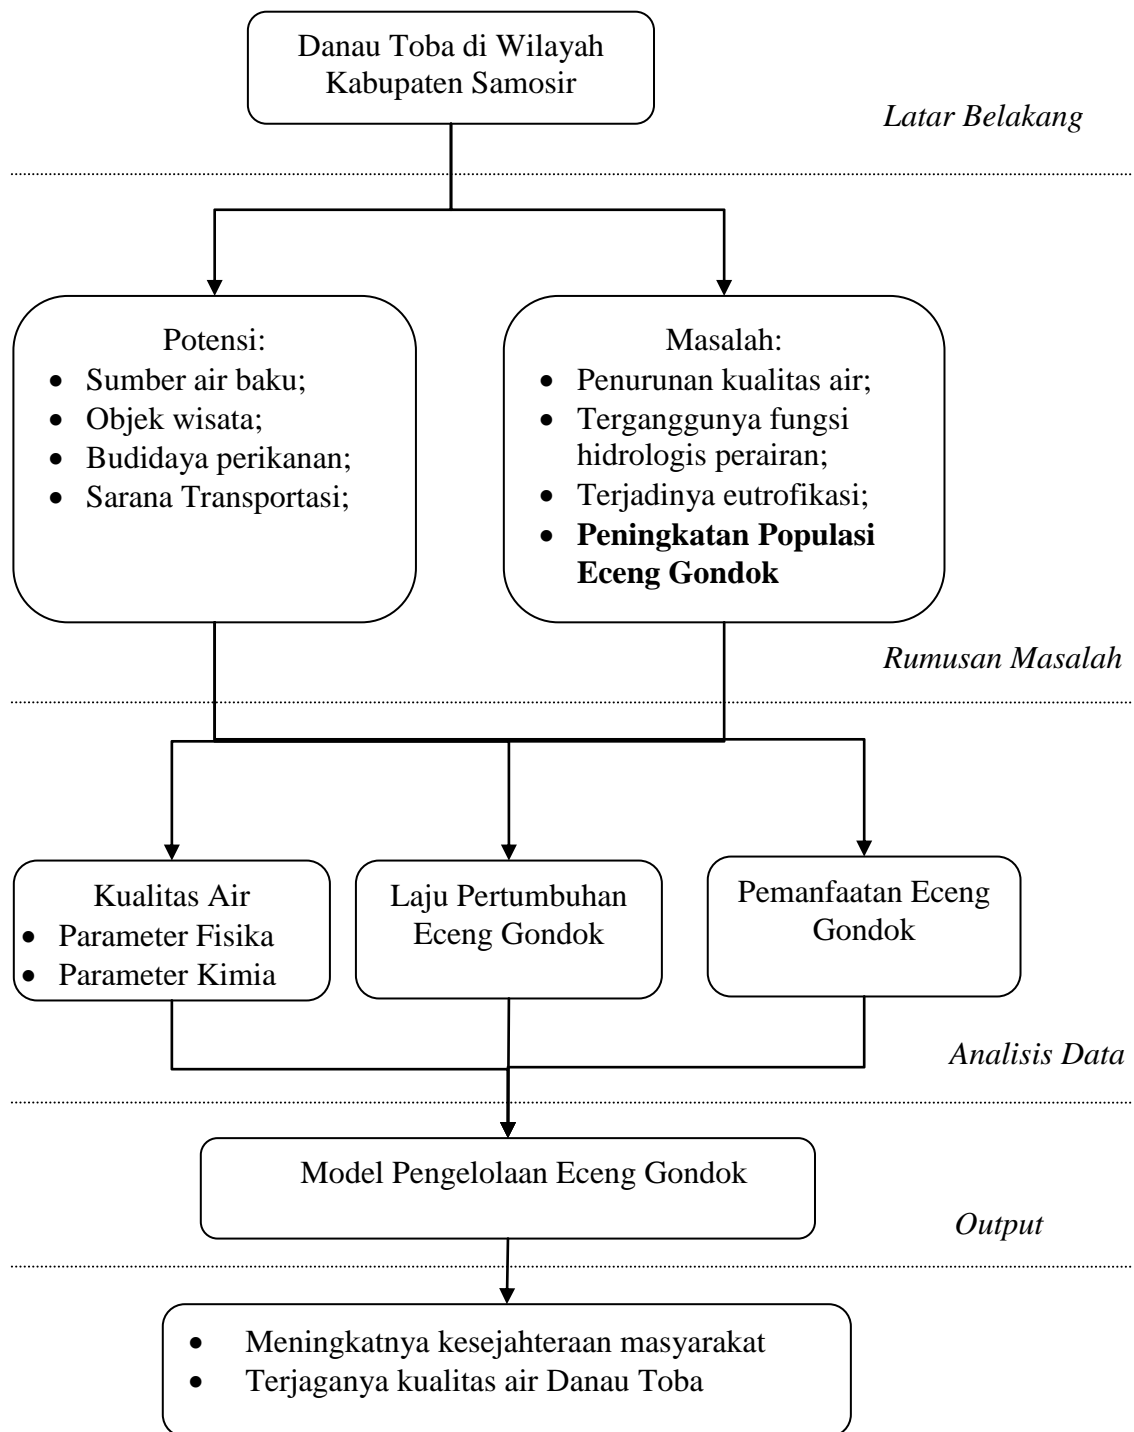 Danau Toba di Wilayah
Kabupaten Samosir
Latar Belakang
Potensi:
• Sumber air baku;
• Objek wisata;
• Budidaya perikanan;
• Sarana Transportasi;
Masalah:
• Penurunan kualitas air;
• Terganggunya fungsi
hidrologis perairan;
• Terjadinya eutrofikasi;
• Peningkatan Populasi
Eceng Gondok
Rumusan Masalah
Kualitas Air
• Parameter Fisika
• Parameter Kimia
Laju Pertumbuhan
Eceng Gondok
Pemanfaatan Eceng
Gondok
Analisis Data
Model Pengelolaan Eceng Gondok
Output
• Meningkatnya kesejahteraan masyarakat
• Terjaganya kualitas air Danau Toba